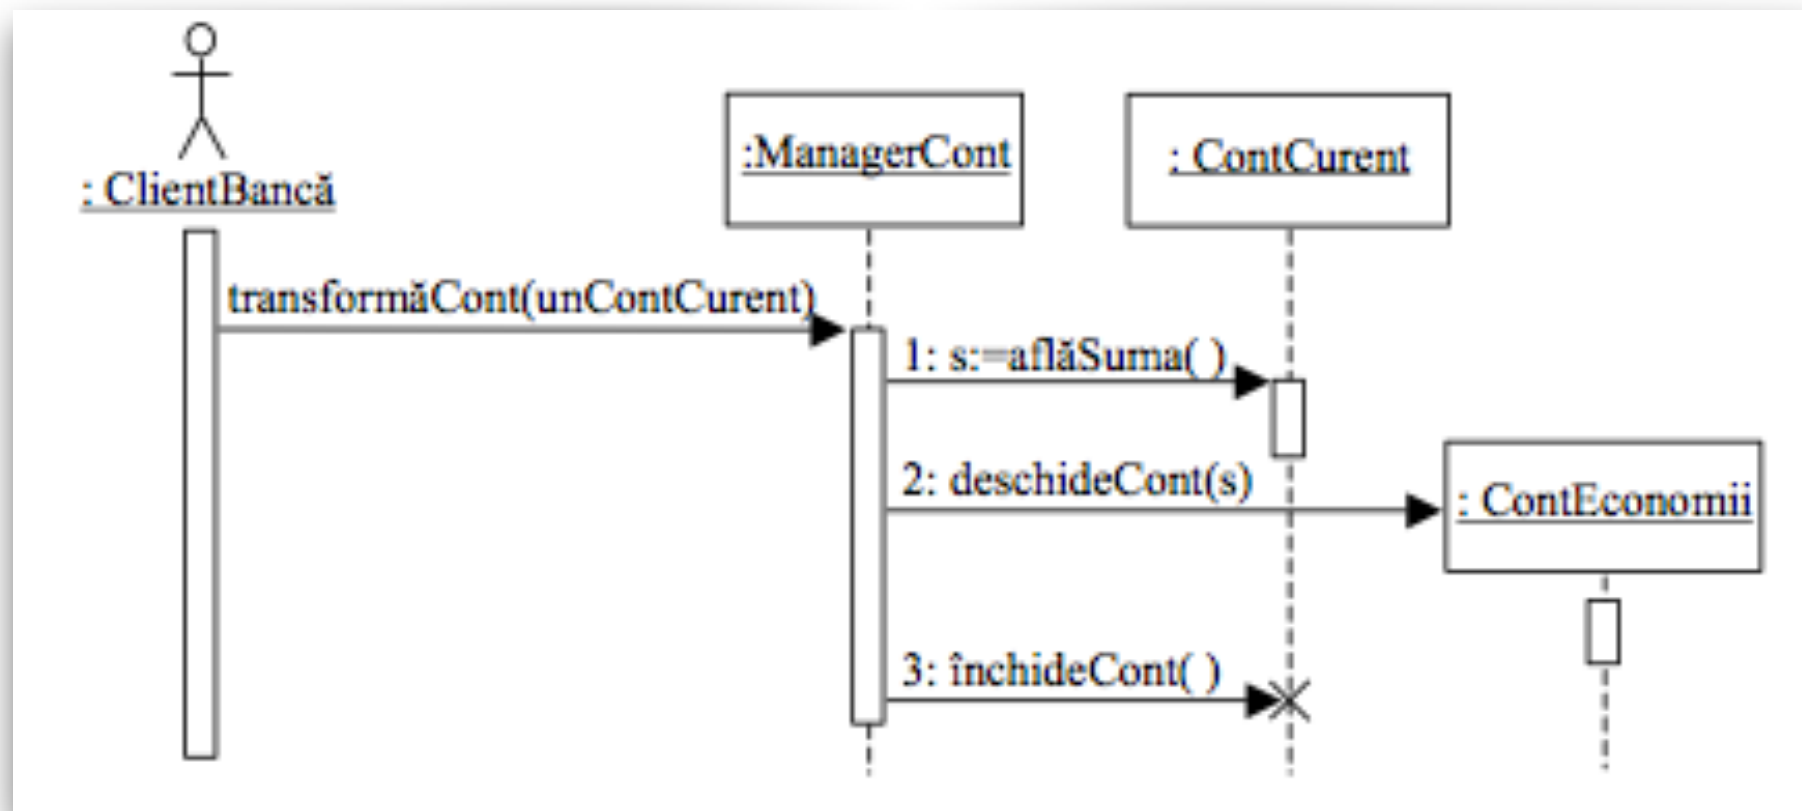 : ClientBancă
:ManagerCont
: ContCurent
transformăCont(unContCurent)
1: s:=aflăSuma( )
2: deschideCont(s)
: ContEconomii
3: închideCont( )